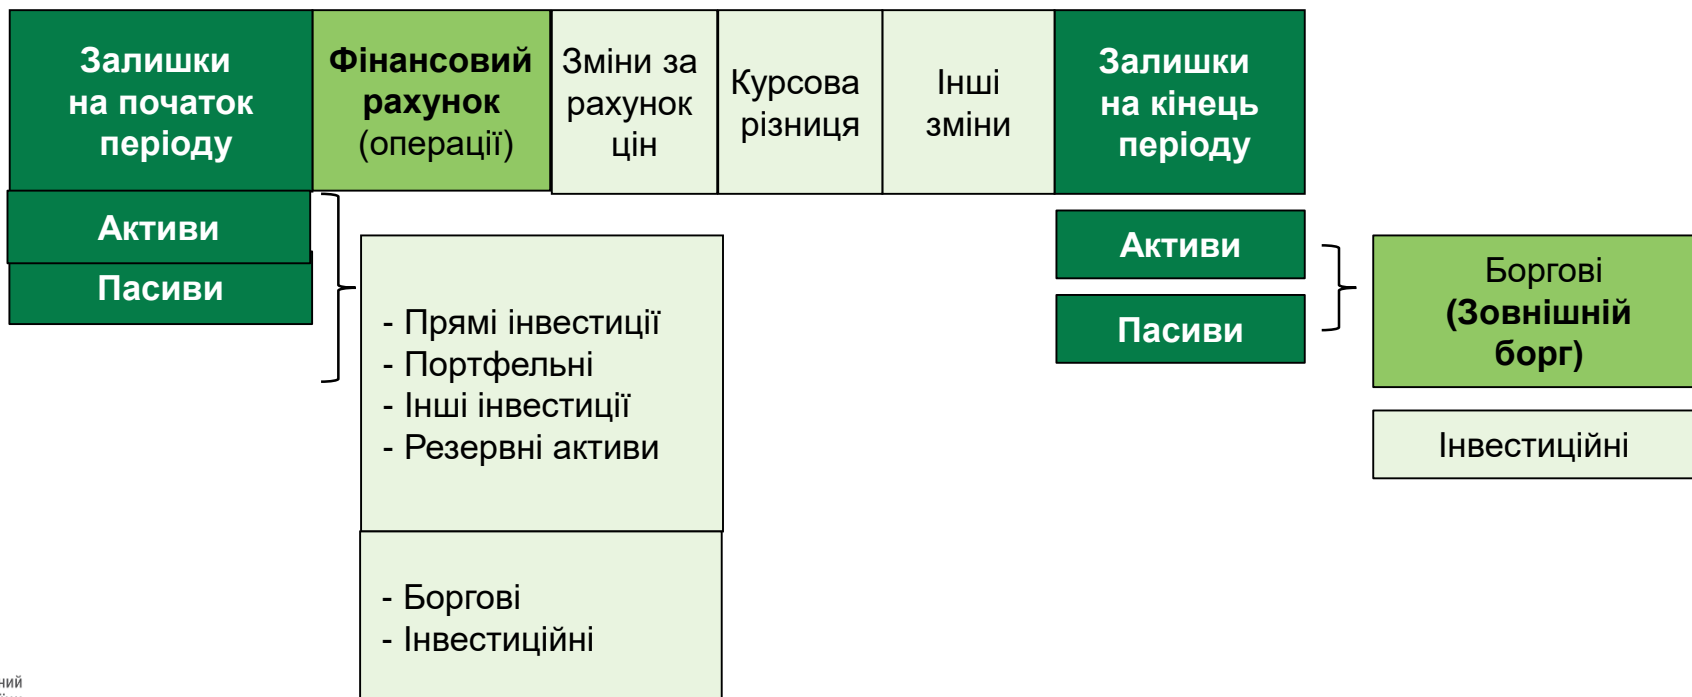 Залишки
на початок
періоду
Фінансовий
рахунок
(операції)
Зміни за
рахунок
цін
Курсова
різниця
Інші
зміни
Залишки
на кінець
періоду
Активи
Пасиви
- Прямі інвестиції
- Портфельні
- Інші інвестиції
- Резервні активи
- Боргові
- Інвестиційні
Активи
Пасиви
Боргові
(Зовнішній
борг)
Інвестиційні
ний